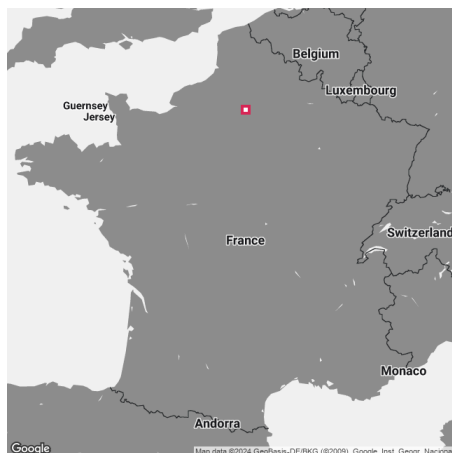 Belgium
Luxembourg
Guernsey
Jersey
Switzerland
France
Monaco
Andorra
Google
Map data ©2024 GeoBasis-DE/BKG (©2009), Google, Inst. Geogr. Naciona